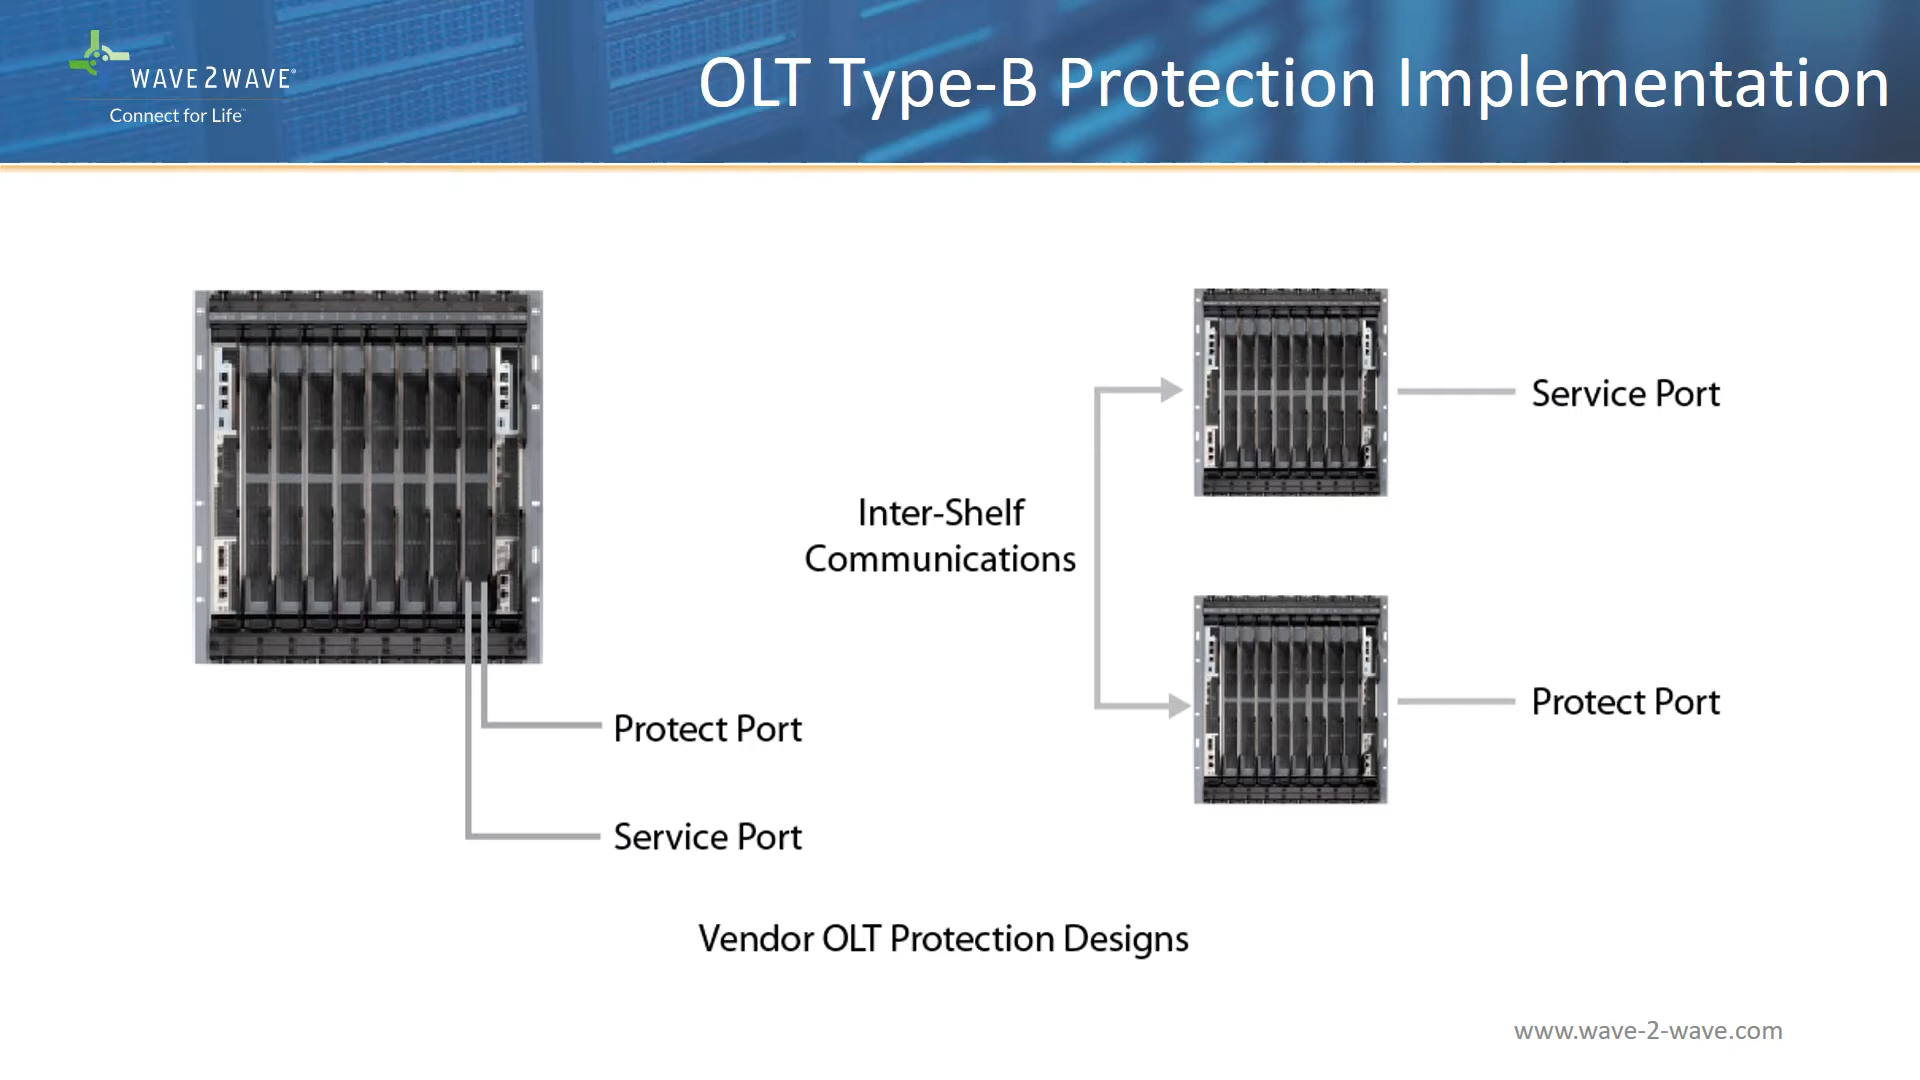 WAVE2WAVE®
Connect for Life™
OLT Type-B Protection Implementation
Protect Port
Service Port
Inter-Shelf
Communications
Service Port
Protect Port
Vendor OLT Protection Designs
www.wave-2-wave.com